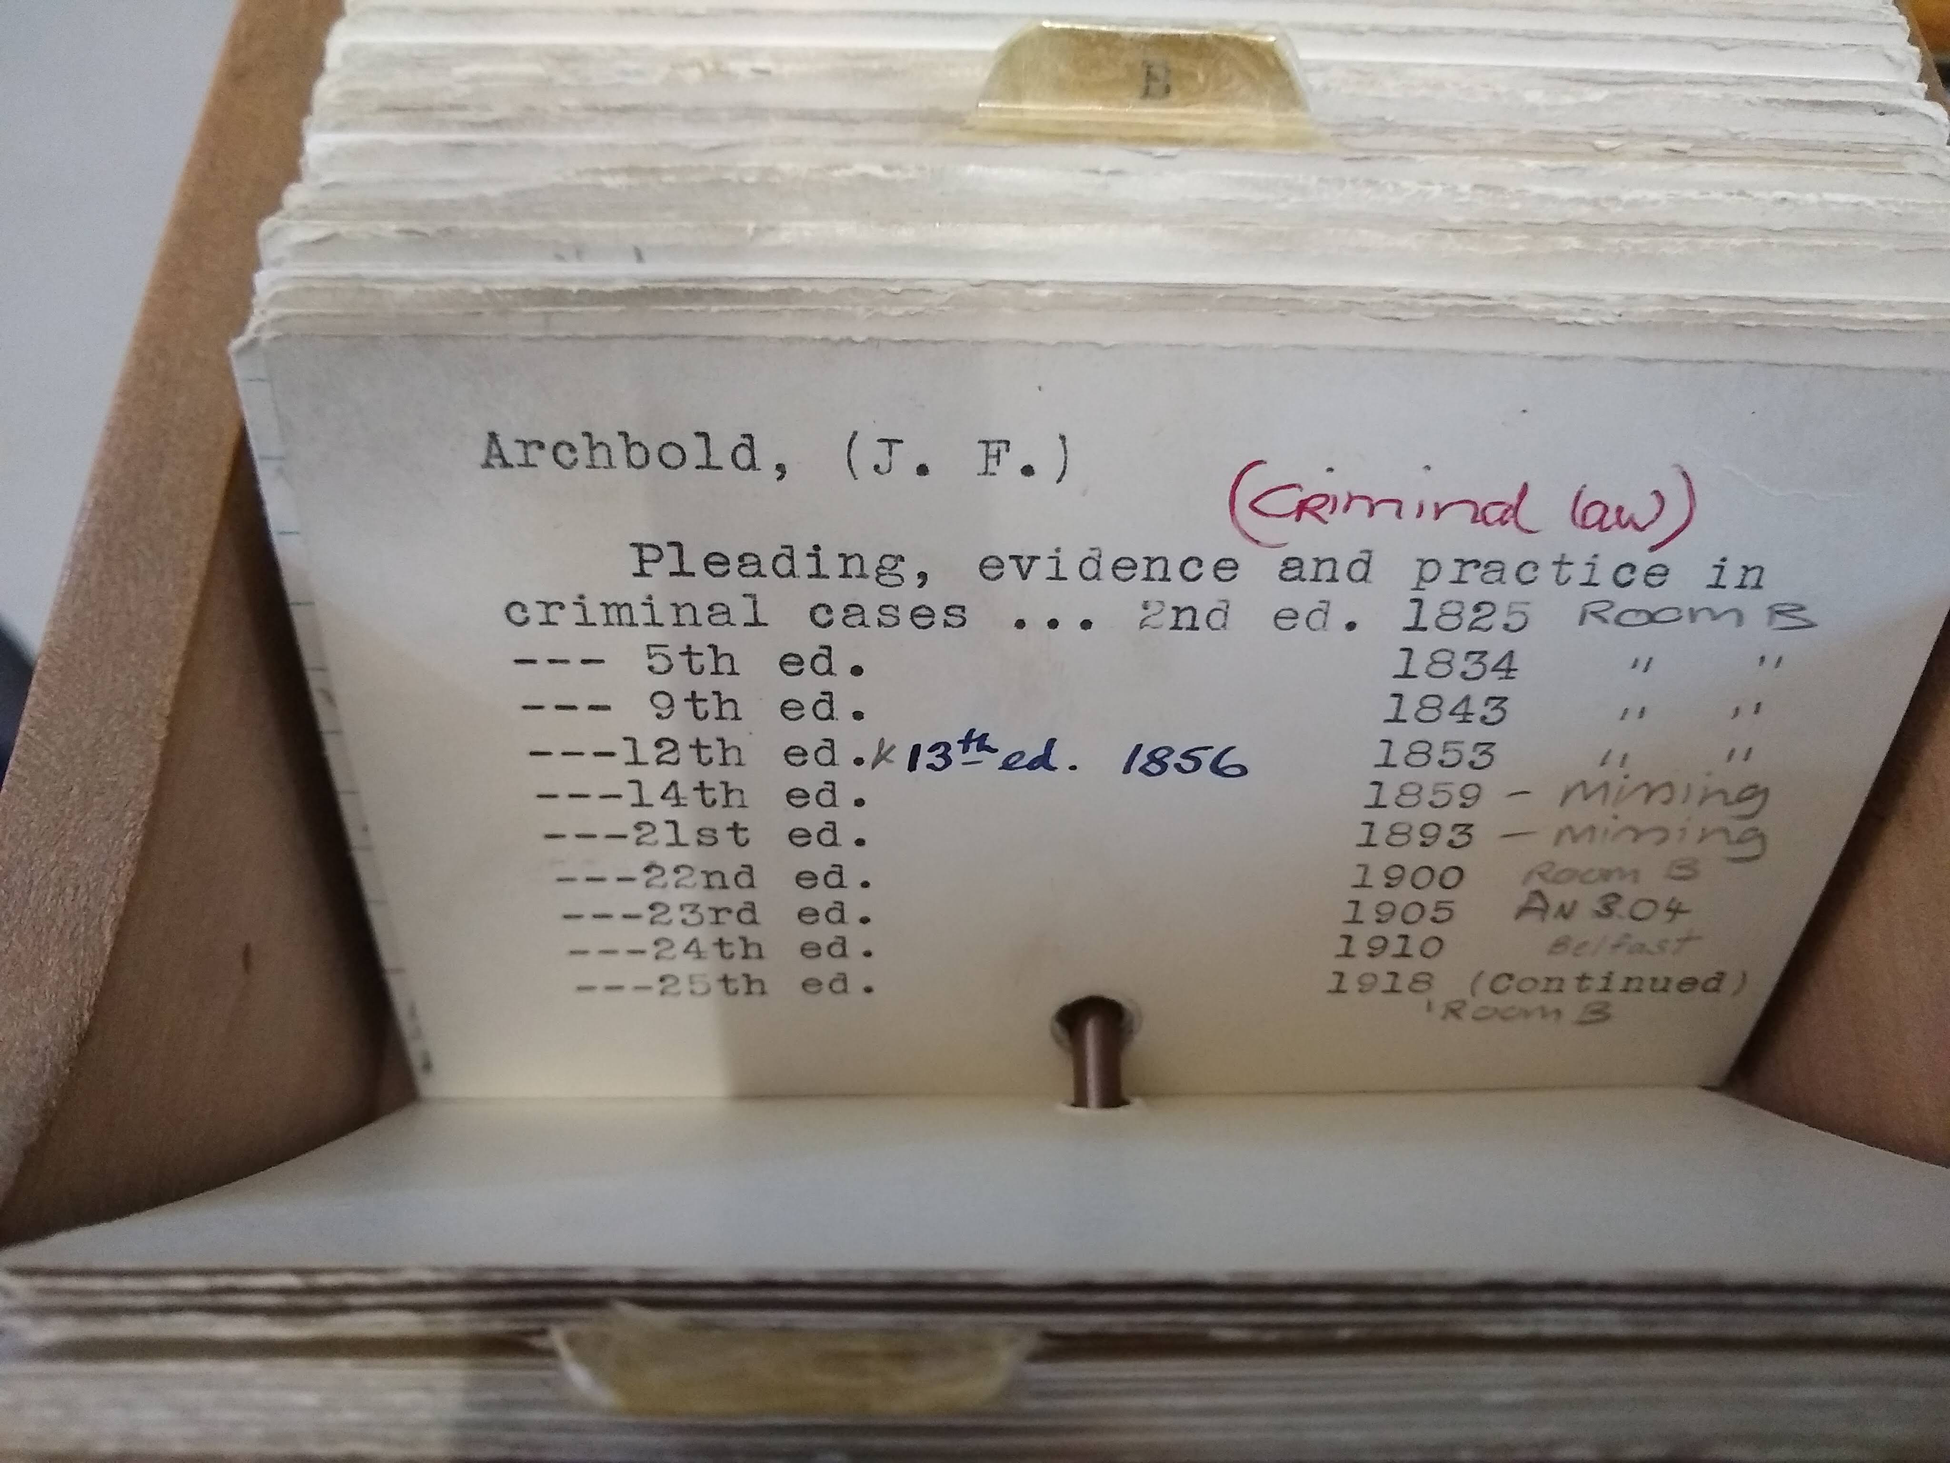 B
Archbold, (J. F.)
(Criminal law)
Pleading, evidence and practice in
criminal cases ... 2nd ed. 1825 Room B
--- 5th ed. 1834 " "
--- 9th ed. 1843 " "
---12th ed. 13th ed. 1856 1853 " "
---14th ed. 1859 - missing
---21st ed. 1893 - missing
---22nd ed. 1900 Room B
---23rd ed. 1905 AN 3.04
---24th ed. 1910 Belfast
---25th ed. 1918 (Continued)
Room B